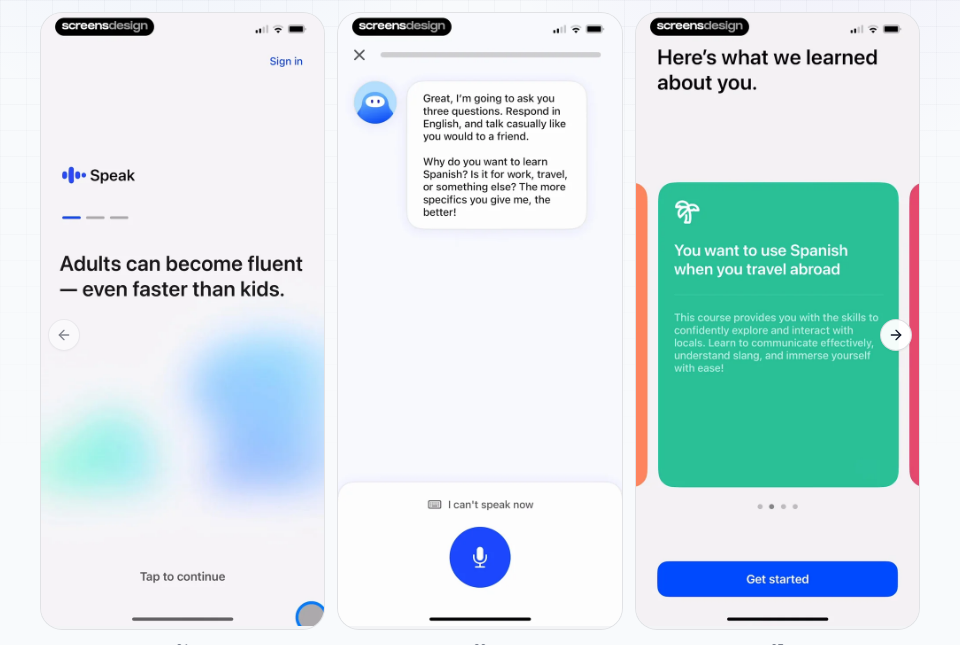 screensdesign
Sign in
Speak
Adults can become fluent
— even faster than kids.
Tap to continue
screensdesign
Great, I'm going to ask you
three questions. Respond in
English, and talk casually like
you would to a friend.
Why do you want to learn
Spanish? Is it for work, travel,
or something else? The more
specifics you give me, the
better!
I can't speak now
screensdesign
Here's what we learned
about you.
You want to use Spanish
when you travel abroad
This course provides you with the skills to
confidently explore and interact with
locals. Learn to communicate effectively,
understand slang, and immerse yourself
with ease!
Get started